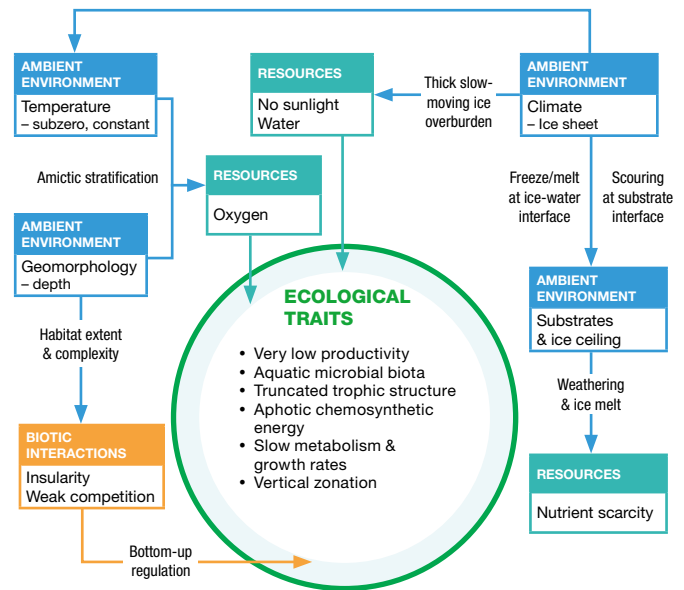 AMBIENT
ENVIRONMENT
Temperature
– subzero, constant
RESOURCES
No sunlight
Water
Thick slow-
moving ice
overburden
AMBIENT
ENVIRONMENT
Climate
– Ice sheet
Amictic stratification
RESOURCES
Oxygen
Freeze/melt
at ice-water
interface
Scouring
at substrate
interface
AMBIENT
ENVIRONMENT
Geomorphology
– depth
Habitat extent
& complexity
ECOLOGICAL
TRAITS
• Very low productivity
• Aquatic microbial biota
• Truncated trophic structure
• Aphotic chemosynthetic
energy
• Slow metabolism &
growth rates
• Vertical zonation
AMBIENT
ENVIRONMENT
Substrates
& ice ceiling
Weathering
& ice melt
BIOTIC
INTERACTIONS
Insularity
Weak competition
RESOURCES
Nutrient scarcity
Bottom-up
regulation